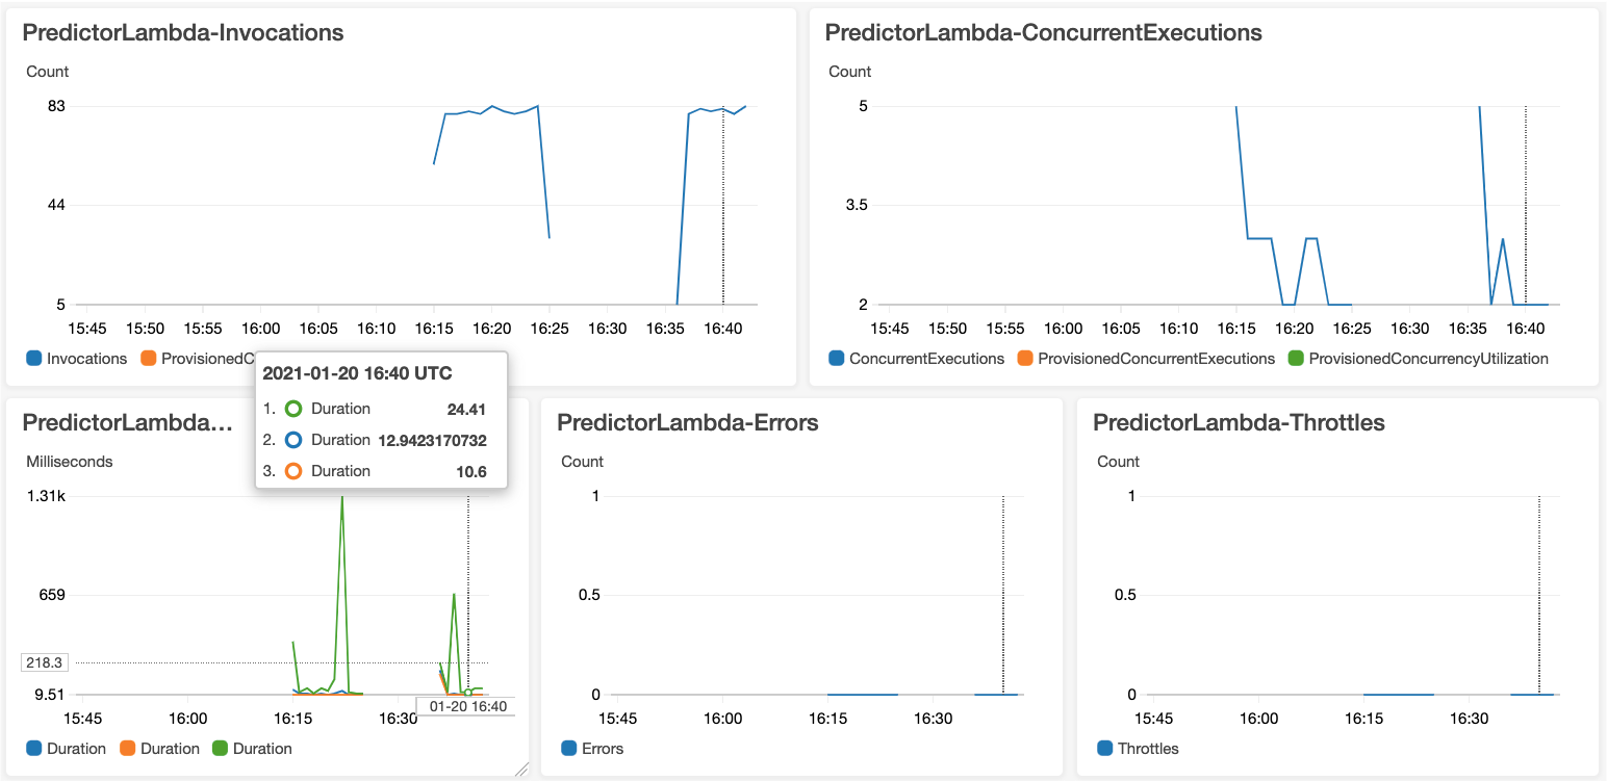 PredictorLambda-Invocations
Count
83
44
5
15:45 15:50 15:55 16:00 16:05 16:10 16:15 16:20 16:25 16:30 16:35 16:40
Invocations ProvisionedC
PredictorLambda-ConcurrentExecutions
Count
5
3.5
2
15:45 15:50 15:55 16:00 16:05 16:10 16:15 16:20 16:25 16:30 16:35 16:40
ConcurrentExecutions ProvisionedConcurrentExecutions ProvisionedConcurrencyUtilization
2021-01-20 16:40 UTC
1. Duration 24.41
2. Duration 12.9423170732
3. Duration 10.6
PredictorLambda...
Milliseconds
1.31k
659
218.3
9.51
01-20 16:40
15:45 16:00 16:15 16:30
Duration Duration Duration
PredictorLambda-Errors
Count
1
0.5
0
15:45 16:00 16:15 16:30
Errors
PredictorLambda-Throttles
Count
1
0.5
0
15:45 16:00 16:15 16:30
Throttles